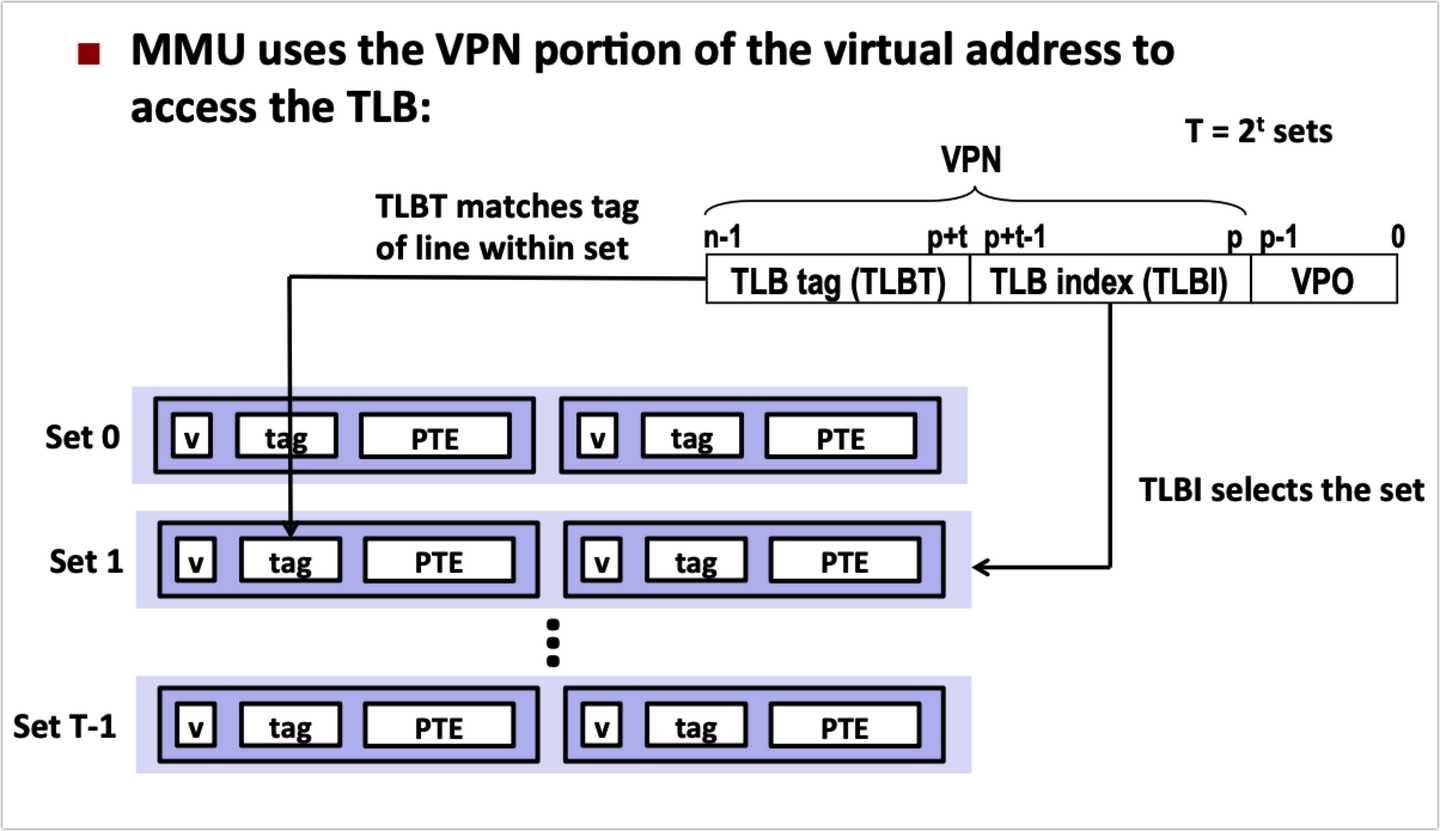 MMU uses the VPN portion of the virtual address to
access the TLB:
T = 2ᵗ sets
VPN
TLBT matches tag
of line within set
n-1 p+t p+t-1 p p-1 0
TLB tag (TLBT) TLB index (TLBI) VPO
Set 0 v tag PTE v tag PTE
TLBI selects the set
Set 1 v tag PTE v tag PTE
Set T-1 v tag PTE v tag PTE